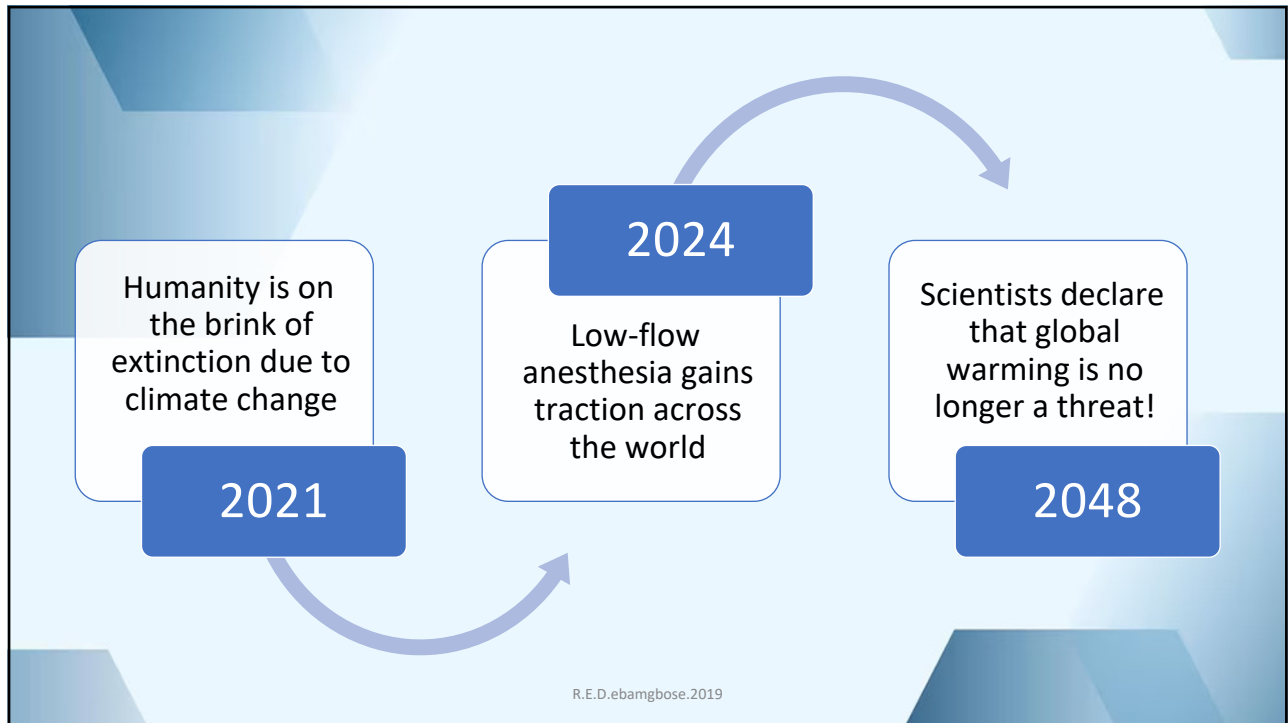 Humanity is on
the brink of
extinction due to
climate change
2021
2024
Low-flow
anesthesia gains
traction across
the world
Scientists declare
that global
warming is no
longer a threat!
2048
R.E.D.ebamgbose.2019